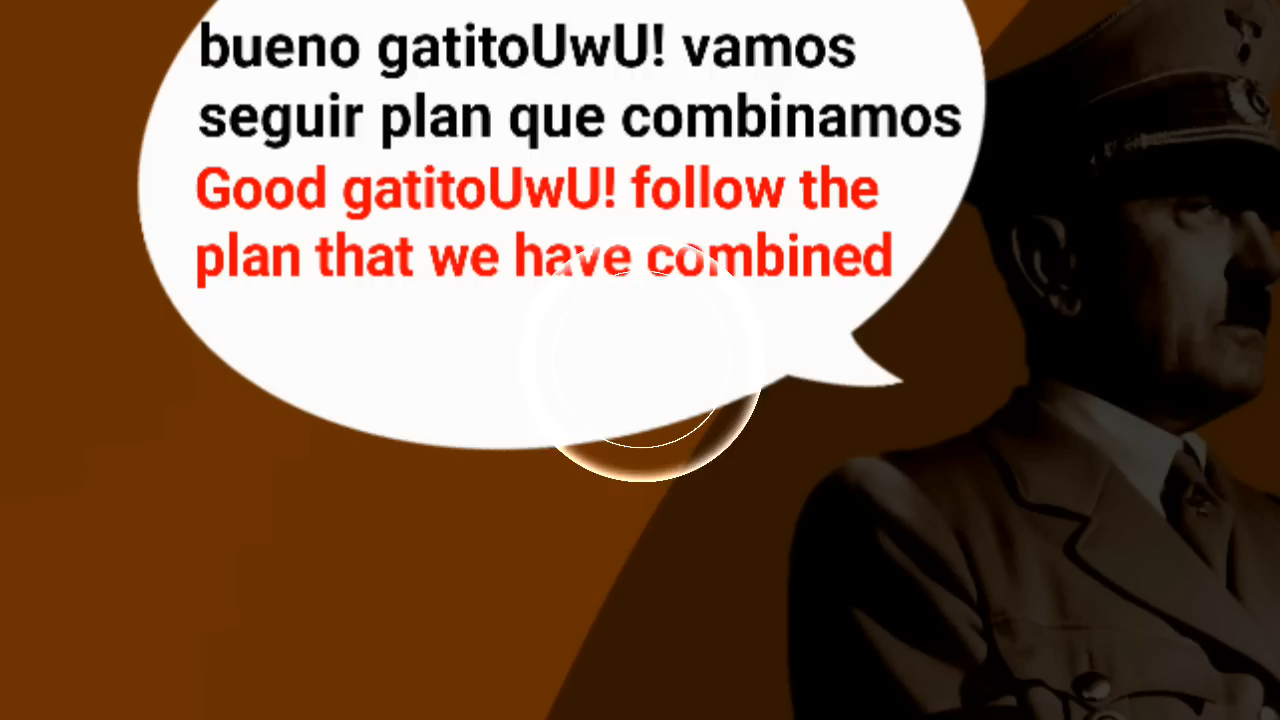 bueno gatitoUwU! vamos
seguir plan que combinamos
Good gatitoUwU! follow the
plan that we have combined